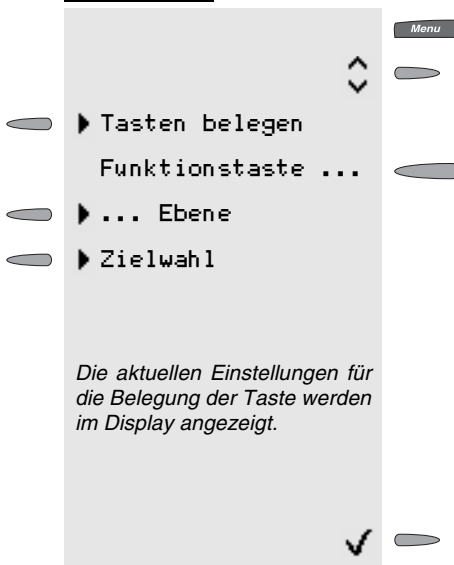 Menu
Tasten belegen
Funktionstaste ...
... Ebene
Zielwahl
Die aktuellen Einstellungen für
die Belegung der Taste werden
im Display angezeigt.